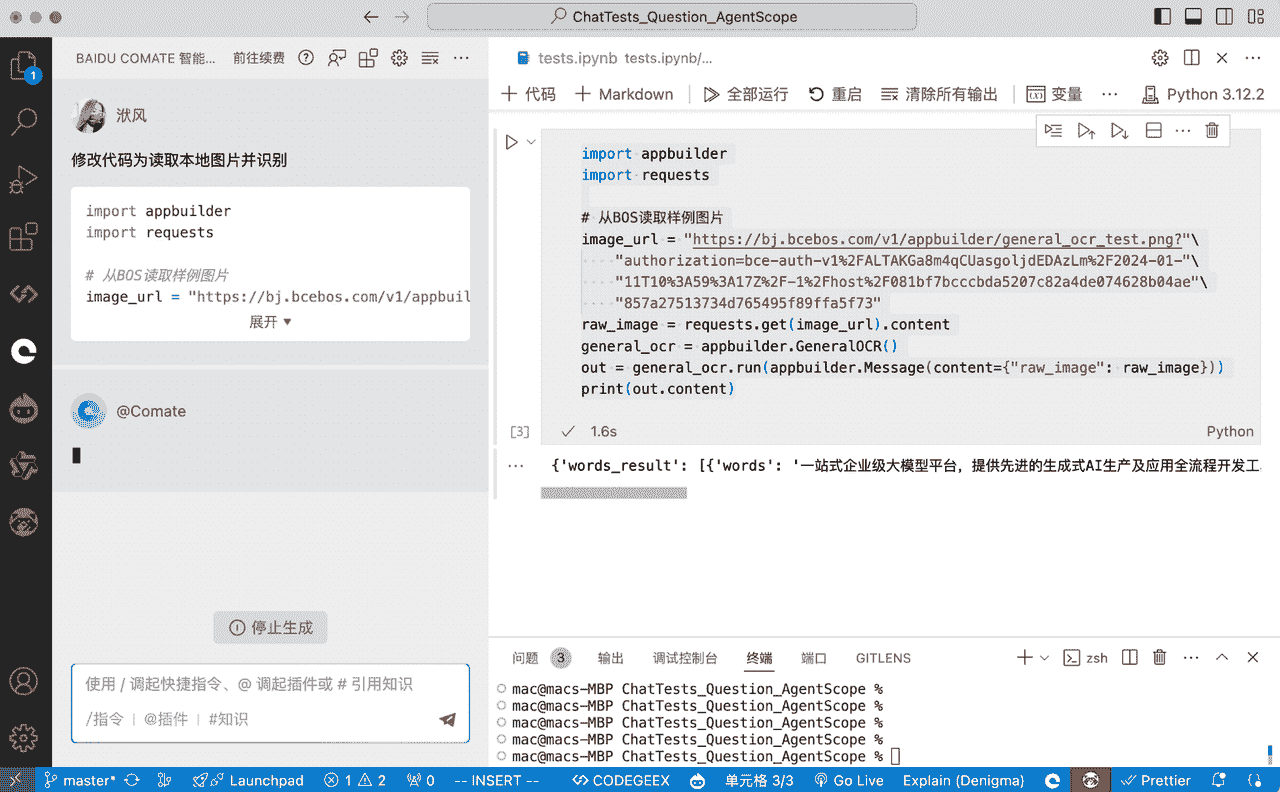 ChatTests_Question_AgentScope
1
BAIDU COMATE 智能...
前往续费
洑风
修改代码为读取本地图片并识别
import appbuilder
import requests
# 从BOS读取样例图片
image_url = "https://bj.bcebos.com/v1/appbuil
展开
@Comate
停止生成
使用 / 调起快捷指令、@ 调起插件或 # 引用知识
/指令 | @插件 | #知识
tests.ipynb tests.ipynb/...
代码
Markdown
全部运行
重启
清除所有输出
变量
...
Python 3.12.2
import appbuilder
import requests
# 从BOS读取样例图片
image_url = "https://bj.bcebos.com/v1/appbuilder/general_ocr_test.png?"\
"authorization=bce-auth-v1%2FALTAKGa8m4qCUasgoljdEDAzLm%2F2024-01-"\
"11T10%3A59%3A17Z%2F-1%2Fhost%2F081bf7bcccbda5207c82a4de074628b04ae"\
"857a27513734d765495f89ffa5f73"
raw_image = requests.get(image_url).content
general_ocr = appbuilder.GeneralOCR()
out = general_ocr.run(appbuilder.Message(content={"raw_image": raw_image}))
print(out.content)
[3]
1.6s
Python
{'words_result': [{'words': '一站式企业级大模型平台，提供先进的生成式AI生产及应用全流程开发工
问题 3
输出
调试控制台
终端
端口
GITLENS
zsh
mac@macs-MBP ChatTests_Question_AgentScope %
mac@macs-MBP ChatTests_Question_AgentScope %
mac@macs-MBP ChatTests_Question_AgentScope %
mac@macs-MBP ChatTests_Question_AgentScope %
mac@macs-MBP ChatTests_Question_AgentScope %
master*
Launchpad
1
2
0
-- INSERT --
CODEGEEX
单元格 3/3
Go Live
Explain (Denigma)
Prettier